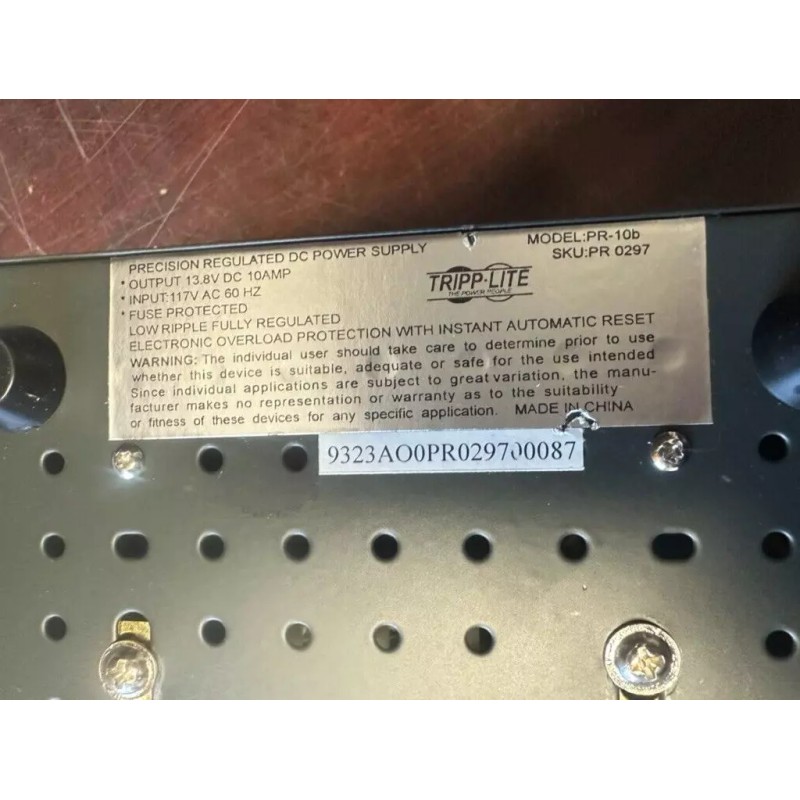 PRECISION REGULATED DC POWER SUPPLY
• OUTPUT 13.8V DC 10AMP
• INPUT:117V AC 60 HZ
• FUSE PROTECTED
LOW RIPPLE FULLY REGULATED
ELECTRONIC OVERLOAD PROTECTION WITH INSTANT AUTOMATIC RESET
MODEL:PR-10b
SKU:PR 0297
TRIPP·LITE
THE POWER PEOPLE
WARNING: The individual user should take care to determine prior to use
whether this device is suitable, adequate or safe for the use intended
Since individual applications are subject to great variation, the manu-
facturer makes no representation or warranty as to the suitability
or fitness of these devices for any specific application. MADE IN CHINA
9323AO0PR029700087